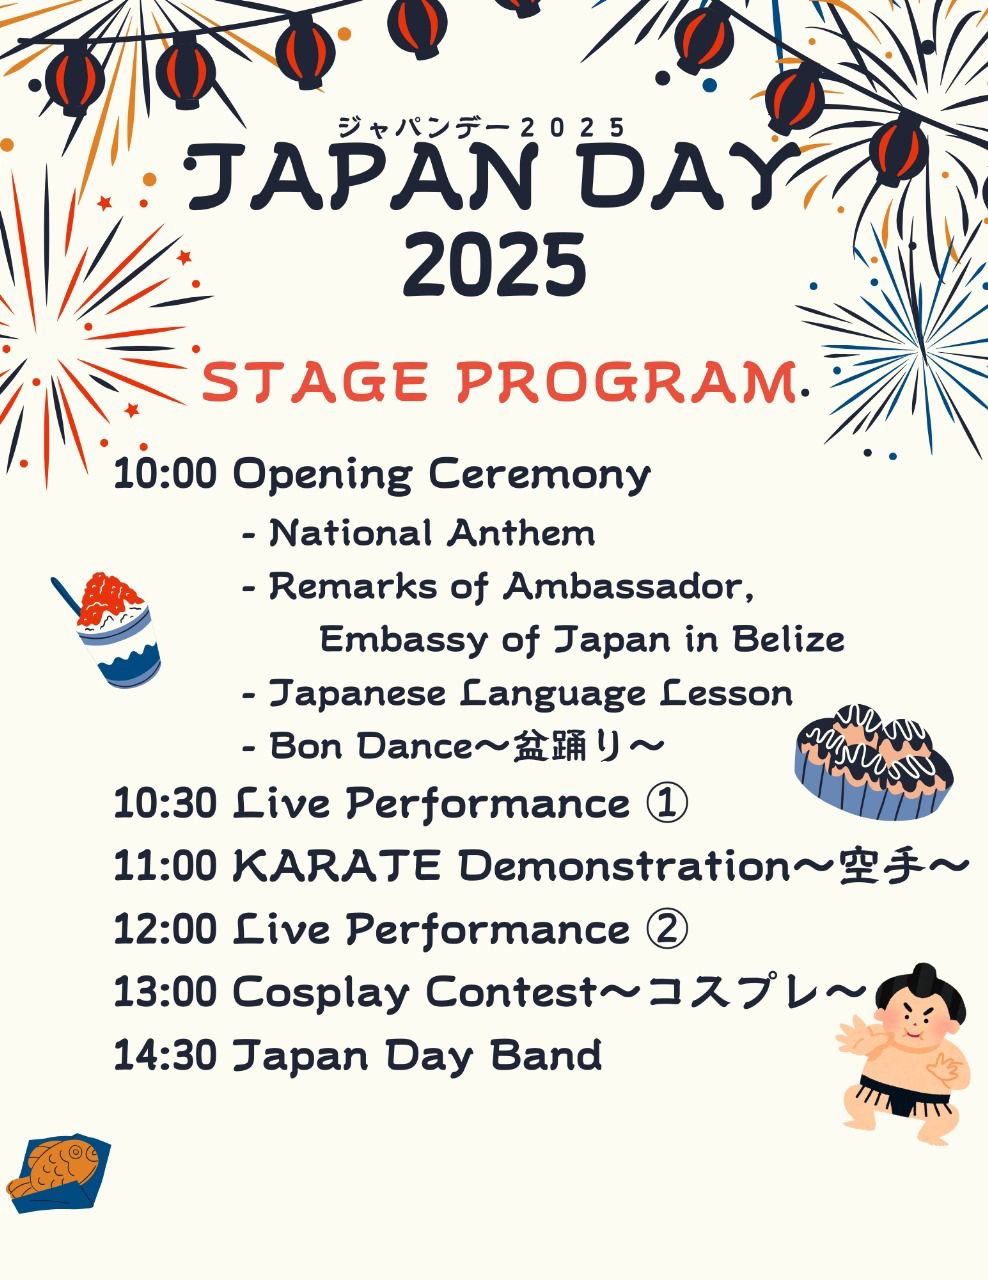 ジャパンデー２０２５
JAPAN DAY
2025
STAGE PROGRAM
10:00 Opening Ceremony
- National Anthem
- Remarks of Ambassador,
Embassy of Japan in Belize
- Japanese Language Lesson
- Bon Dance～盆踊り～
10:30 Live Performance ①
11:00 KARATE Demonstration～空手～
12:00 Live Performance ②
13:00 Cosplay Contest～コスプレ～
14:30 Japan Day Band